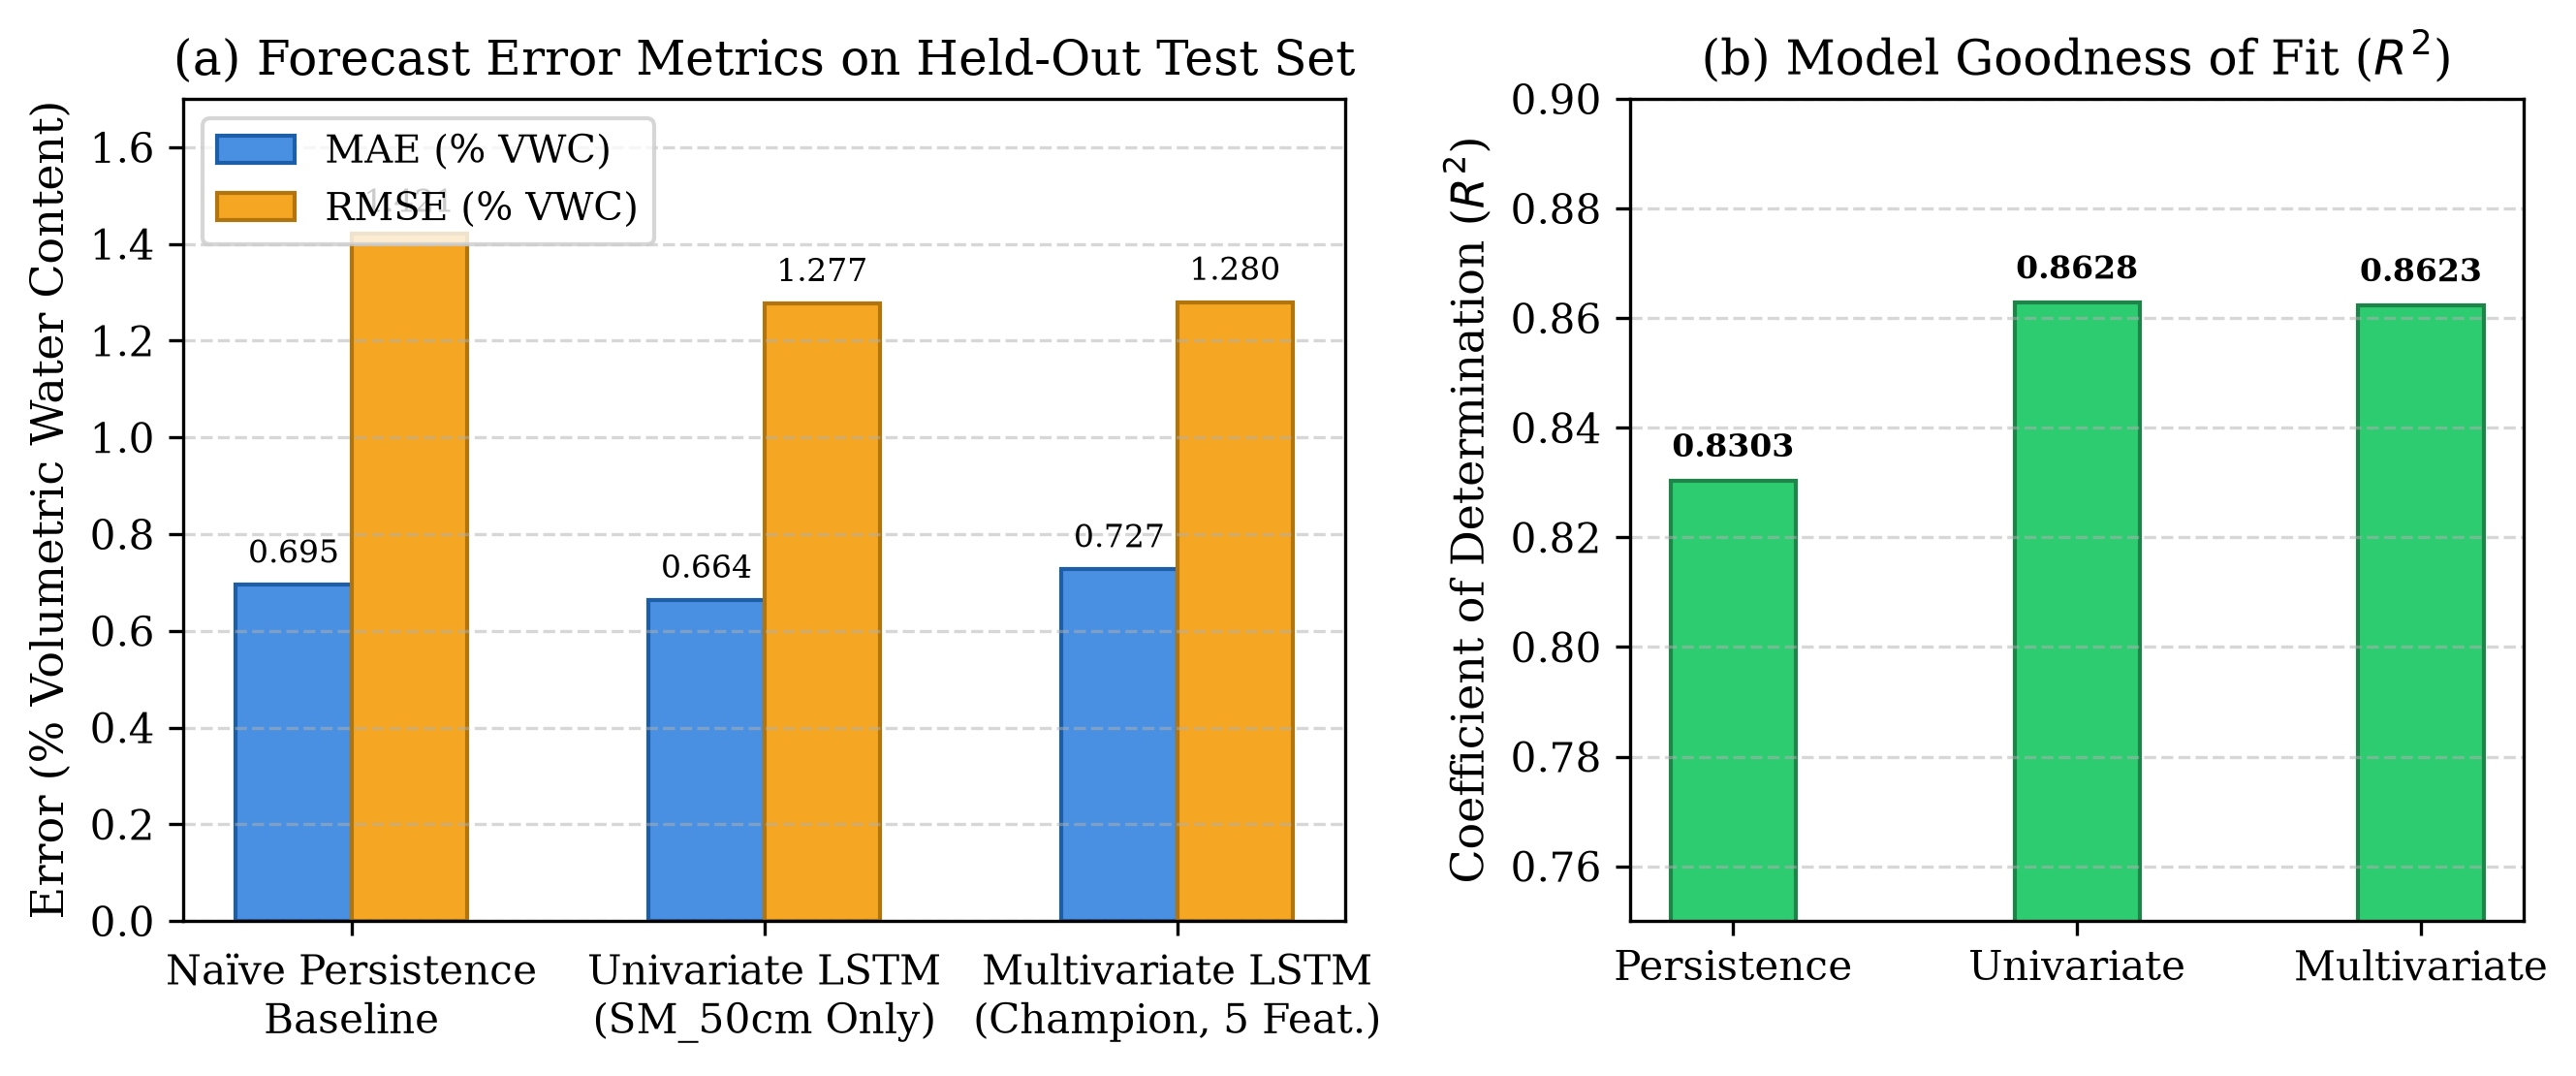 (a) Forecast Error Metrics on Held-Out Test Set
Error (% Volumetric Water Content)
1.6
1.4
1.2
1.0
0.8
0.6
0.4
0.2
0.0
MAE (% VWC)
RMSE (% VWC)
0.695
1.421
0.664
1.277
0.727
1.280
Naïve Persistence
Baseline
Univariate LSTM
(SM_50cm Only)
Multivariate LSTM
(Champion, 5 Feat.)
(b) Model Goodness of Fit (R²)
Coefficient of Determination (R²)
0.90
0.88
0.86
0.84
0.82
0.80
0.78
0.76
0.8303
0.8628
0.8623
Persistence
Univariate
Multivariate